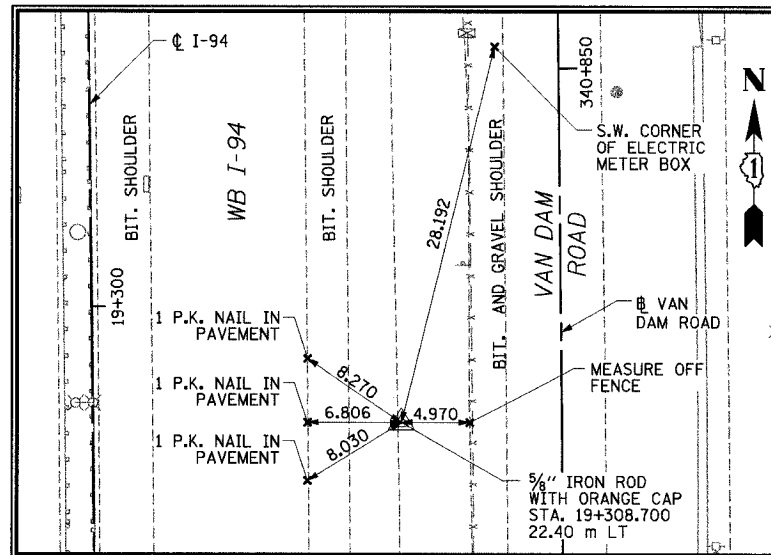 ℄ I-94
340+850
N
1
BIT. SHOULDER
WB I-94
BIT. SHOULDER
28.192
BIT. AND GRAVEL SHOULDER
S.W. CORNER
OF ELECTRIC
METER BOX
VAN DAM
ROAD
19+300
1 P.K. NAIL IN
PAVEMENT
B VAN
DAM ROAD
8.270
1 P.K. NAIL IN
PAVEMENT
6.806
4.970
MEASURE OFF
FENCE
1 P.K. NAIL IN
PAVEMENT
8.030
⅝" IRON ROD
WITH ORANGE CAP
STA. 19+308.700
22.40 m LT